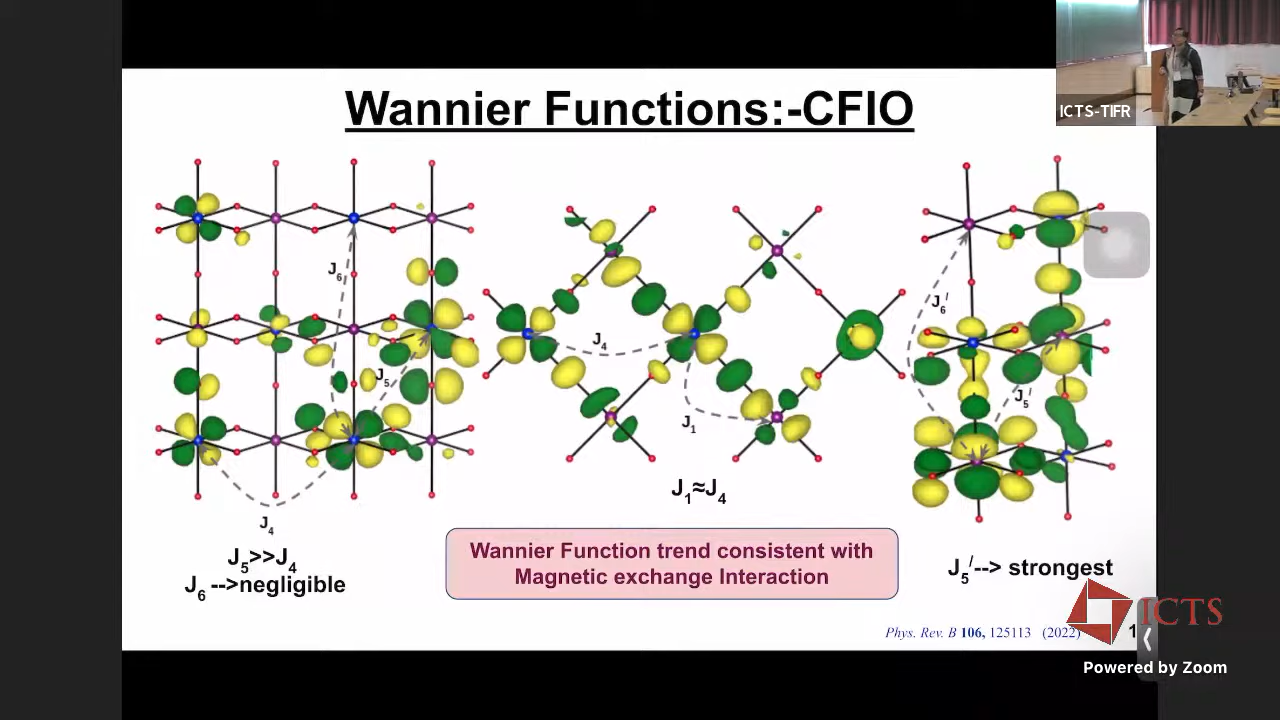 Wannier Functions:-CFIO
ICTS-TIFR
J6
J5
J4
J5>>J4
J6 -->negligible
J4
J1
J1≈J4
Wannier Function trend consistent with
Magnetic exchange Interaction
J6/
J5/
J5/--> strongest
Phys. Rev. B 106, 125113 (2022)
ICTS
Powered by Zoom